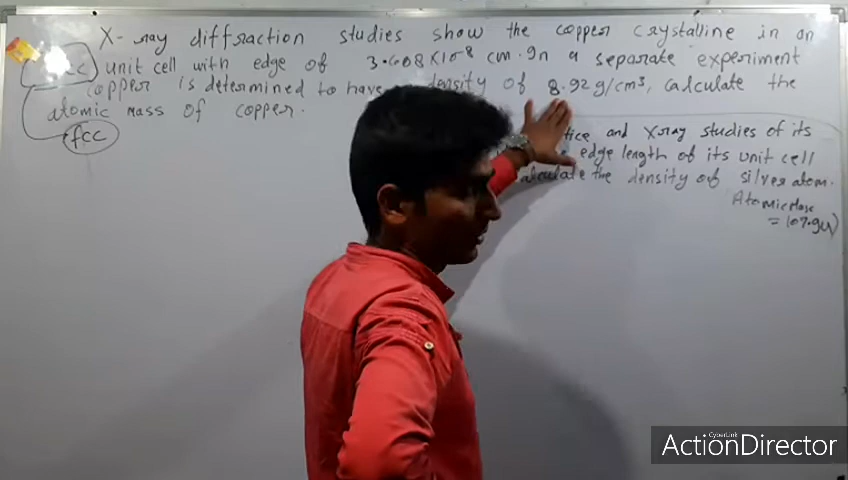 X-ray diffraction studies show the copper crystalline in an
fcc unit cell with edge of 3.608×10⁻⁸ cm. In a separate experiment
copper is determined to have density of 8.92 g/cm³, calculate the
atomic mass of copper.
fcc
and X-ray studies of its
edge length of its unit cell
calculate the density of silver atom.
Atomic Mass
= 107.9u)
CyberLink
ActionDirector